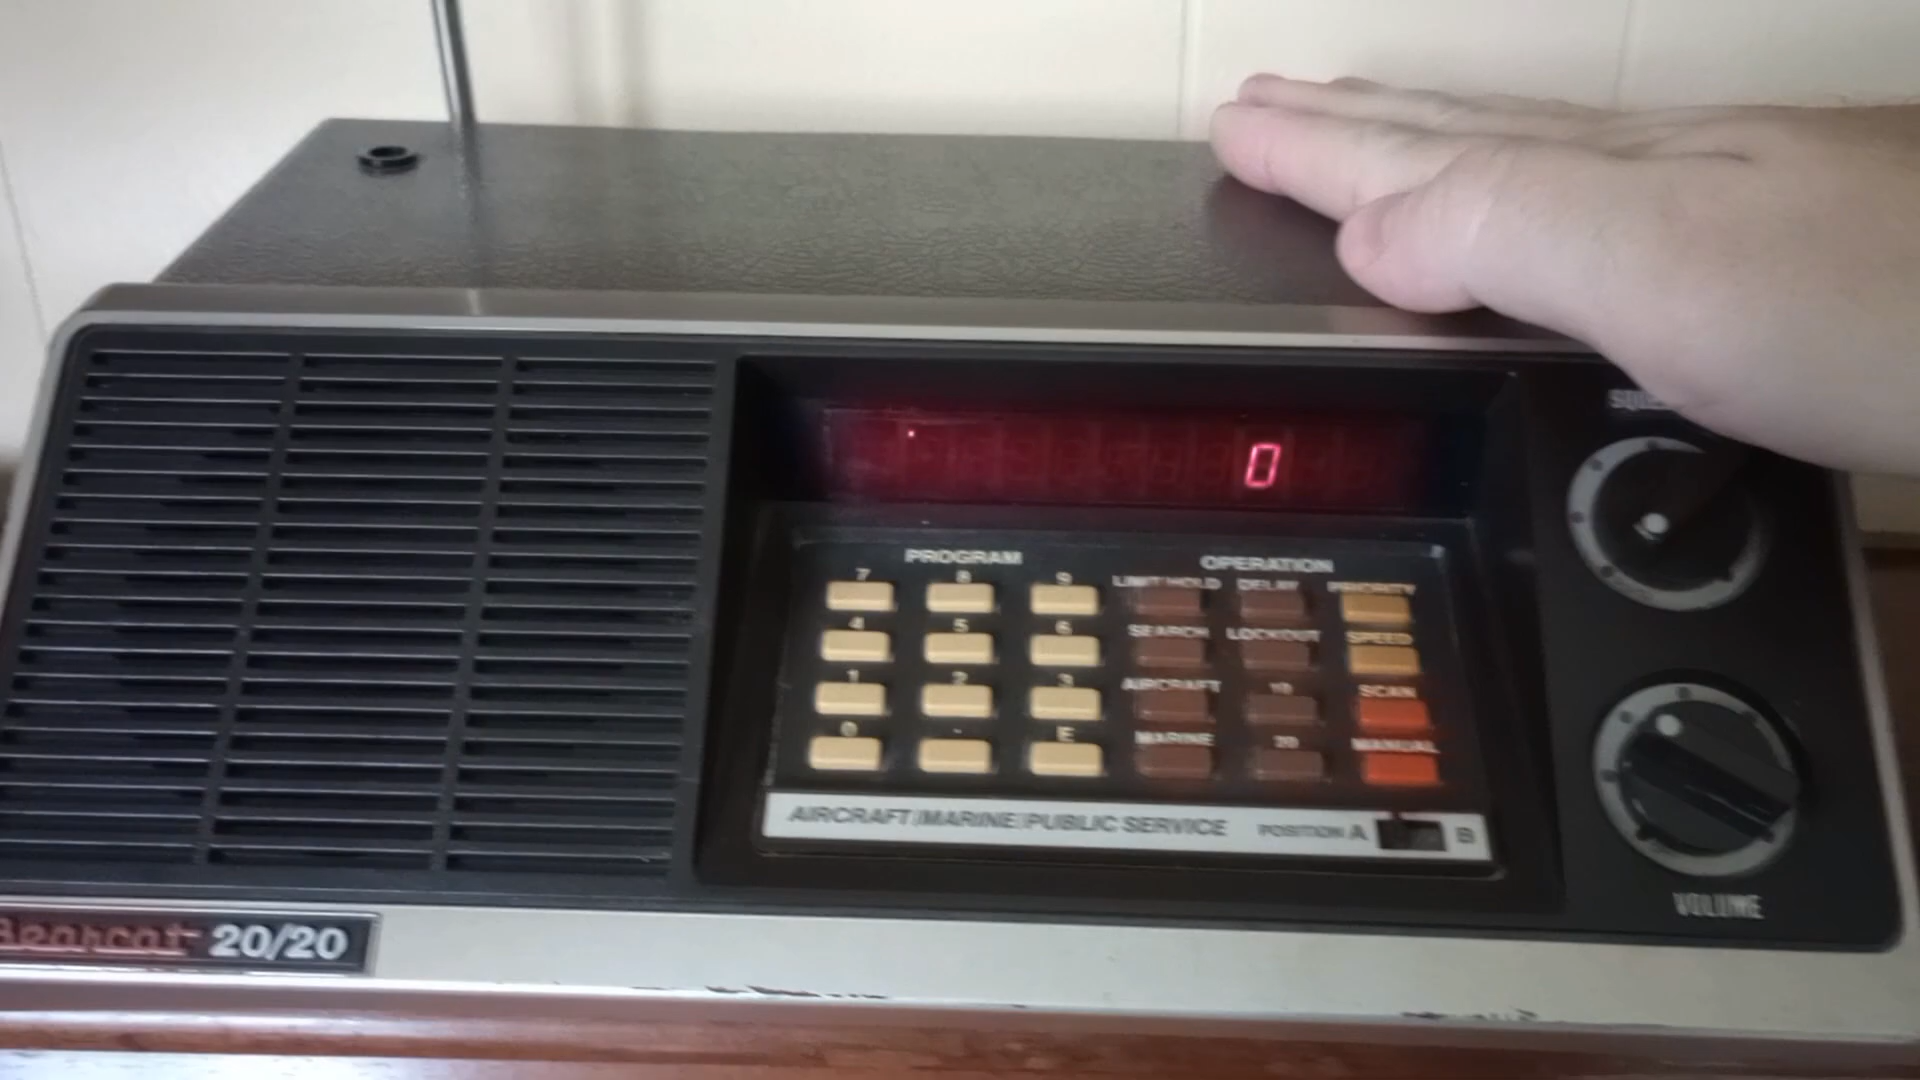 0
PROGRAM OPERATION
7 8 9 LIMIT HOLD DELAY PRIORITY
4 5 6 SEARCH LOCKOUT SPEED
1 2 3 AIRCRAFT 10 SCAN
0 . E MARINE 20 MANUAL
AIRCRAFT/MARINE/PUBLIC SERVICE POSITION A B
VOLUME
Bearcat 20/20